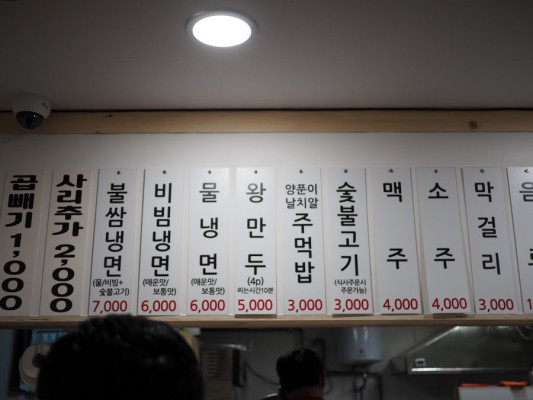 곱빼기 1,000
사리추가 2,000
불쌈냉면
(물/비빔+
숯불고기)
7,000
비빔냉면
(매운맛/
보통맛)
6,000
물냉면
(매운맛/
보통맛)
6,000
왕만두
(4p)
찌는시간10분
5,000
양푼이
날치알
주먹밥
3,000
숯불고기
(식사주문시
주문가능)
3,000
맥주
4,000
소주
4,000
막걸리
3,000
음